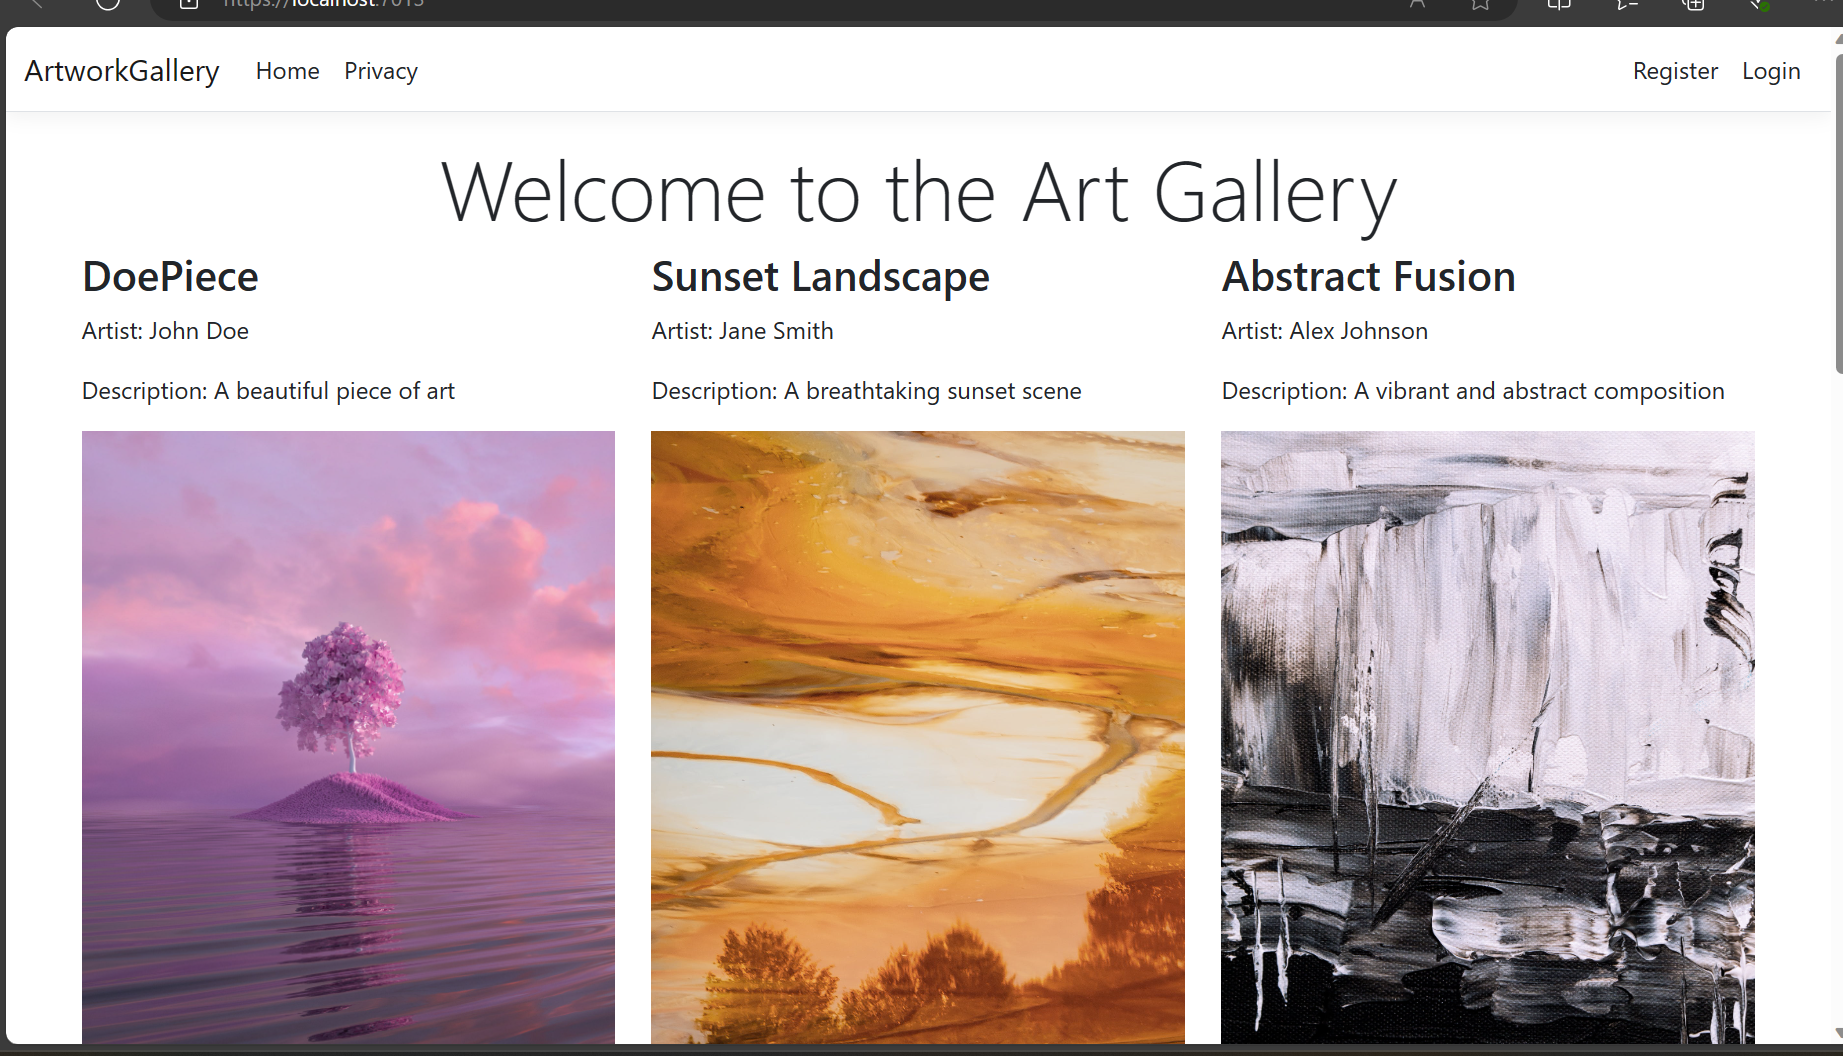 https://localhost:7015
ArtworkGallery Home Privacy Register Login
Welcome to the Art Gallery
DoePiece Sunset Landscape Abstract Fusion
Artist: John Doe Artist: Jane Smith Artist: Alex Johnson
Description: A beautiful piece of art Description: A breathtaking sunset scene Description: A vibrant and abstract composition